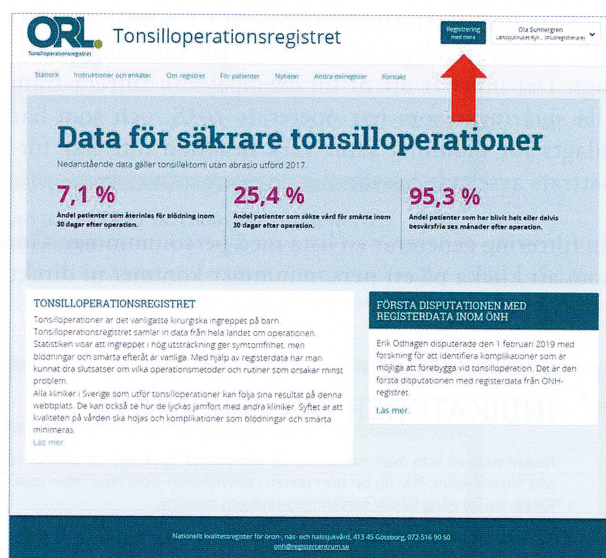 ORL.
Tonsilloperationsregistret
Tonsilloperationsregistret
Registrering
med mera
Ola Sunnergren
Statistik Instruktioner och enkäter Om registret För patienter Nyheter Andra delregister Kontakt
Data för säkrare tonsilloperationer
Nedanstående data gäller tonsillektomi utan abrasio utförd 2017.
7,1 % 25,4 % 95,3 %
Andel patienter som återinlas för blödning inom Andel patienter som sökte vård för smärte inom Andel patienter som har blivit helt eller delvis
30 dagar efter operation. 30 dagar efter operation. besvärsfria sex månader efter operation.
TONSILLOPERATIONSREGISTRET
Tonsilloperationer är det vanligaste kirurgiska ingreppet på barn.
Tonsilloperationsregistret samlar in data från hela landet om operationen.
Statistiken visar att ingreppet i hög utsträckning ger symtomfrihet, men
blödningar och smärta efteråt är vanliga. Med hjälp av registerdata har man
kunnat dra slutsatser om vilka operationsmetoder och rutiner som orsakar minst
problem.
Alla kliniker i Sverige som utför tonsilloperationer kan följa sina resultat på denna
webbplats. De kan också se hur de lyckas jämfört med andra kliniker. Syftet är att
kvaliteten på vården ska höjas och komplikationer som blödningar och smärta
minimeras.
Läs mer.
FÖRSTA DISPUTATIONEN MED
REGISTERDATA INOM ÖNH
Erik Odhagen disputerade den 1 februari 2019 med
forskning för att identifiera komplikationer som är
möjliga att förebygga vid tonsilloperation. Det är den
första disputationen med registerdata från ÖNH-
registret.
Läs mer.
Nationellt kvalitetsregister för öron-, näs- och halssjukvård, 413 45 Göteborg, 072-516 90 50
onh@registercentrum.se